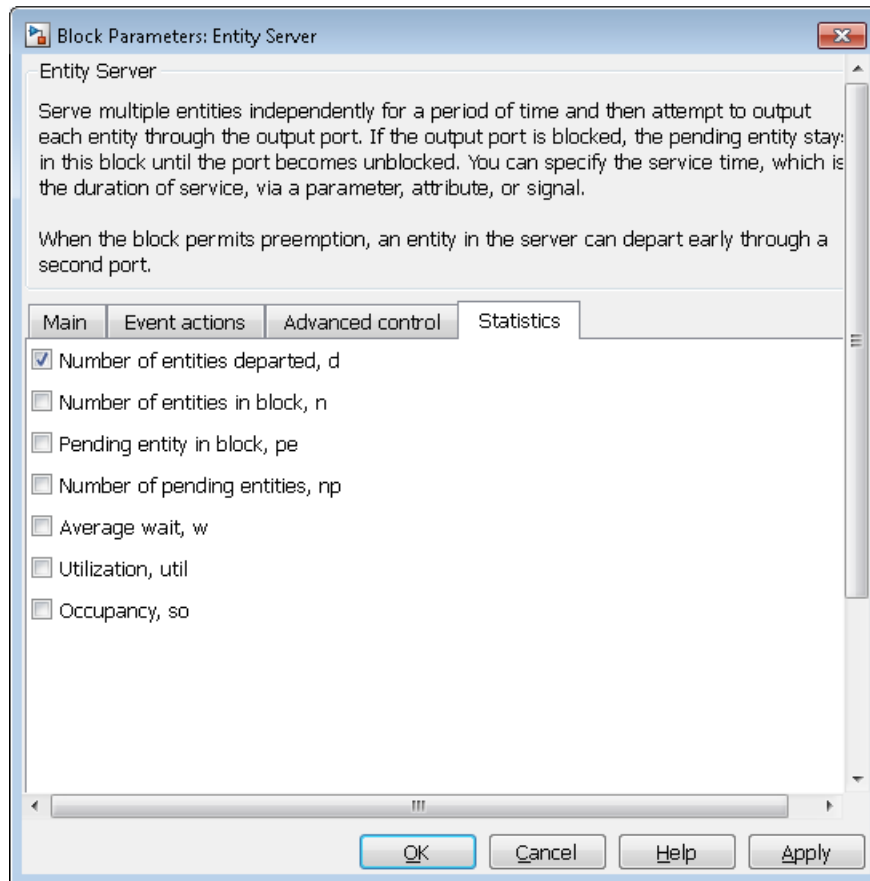 Block Parameters: Entity Server
Entity Server
Serve multiple entities independently for a period of time and then attempt to output
each entity through the output port. If the output port is blocked, the pending entity stays
in this block until the port becomes unblocked. You can specify the service time, which is
the duration of service, via a parameter, attribute, or signal.
When the block permits preemption, an entity in the server can depart early through a
second port.
Main Event actions Advanced control Statistics
Number of entities departed, d
Number of entities in block, n
Pending entity in block, pe
Number of pending entities, np
Average wait, w
Utilization, util
Occupancy, so
OK Cancel Help Apply